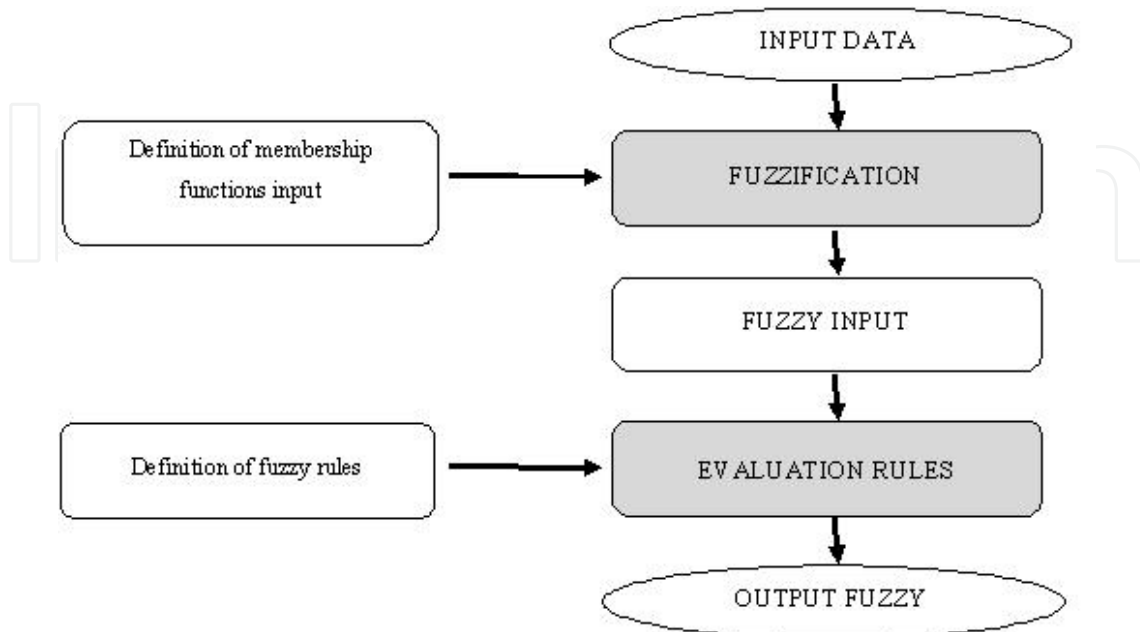 INPUT DATA
Definition of membership
functions input
FUZZIFICATION
FUZZY INPUT
Definition of fuzzy rules
EVALUATION RULES
OUTPUT FUZZY